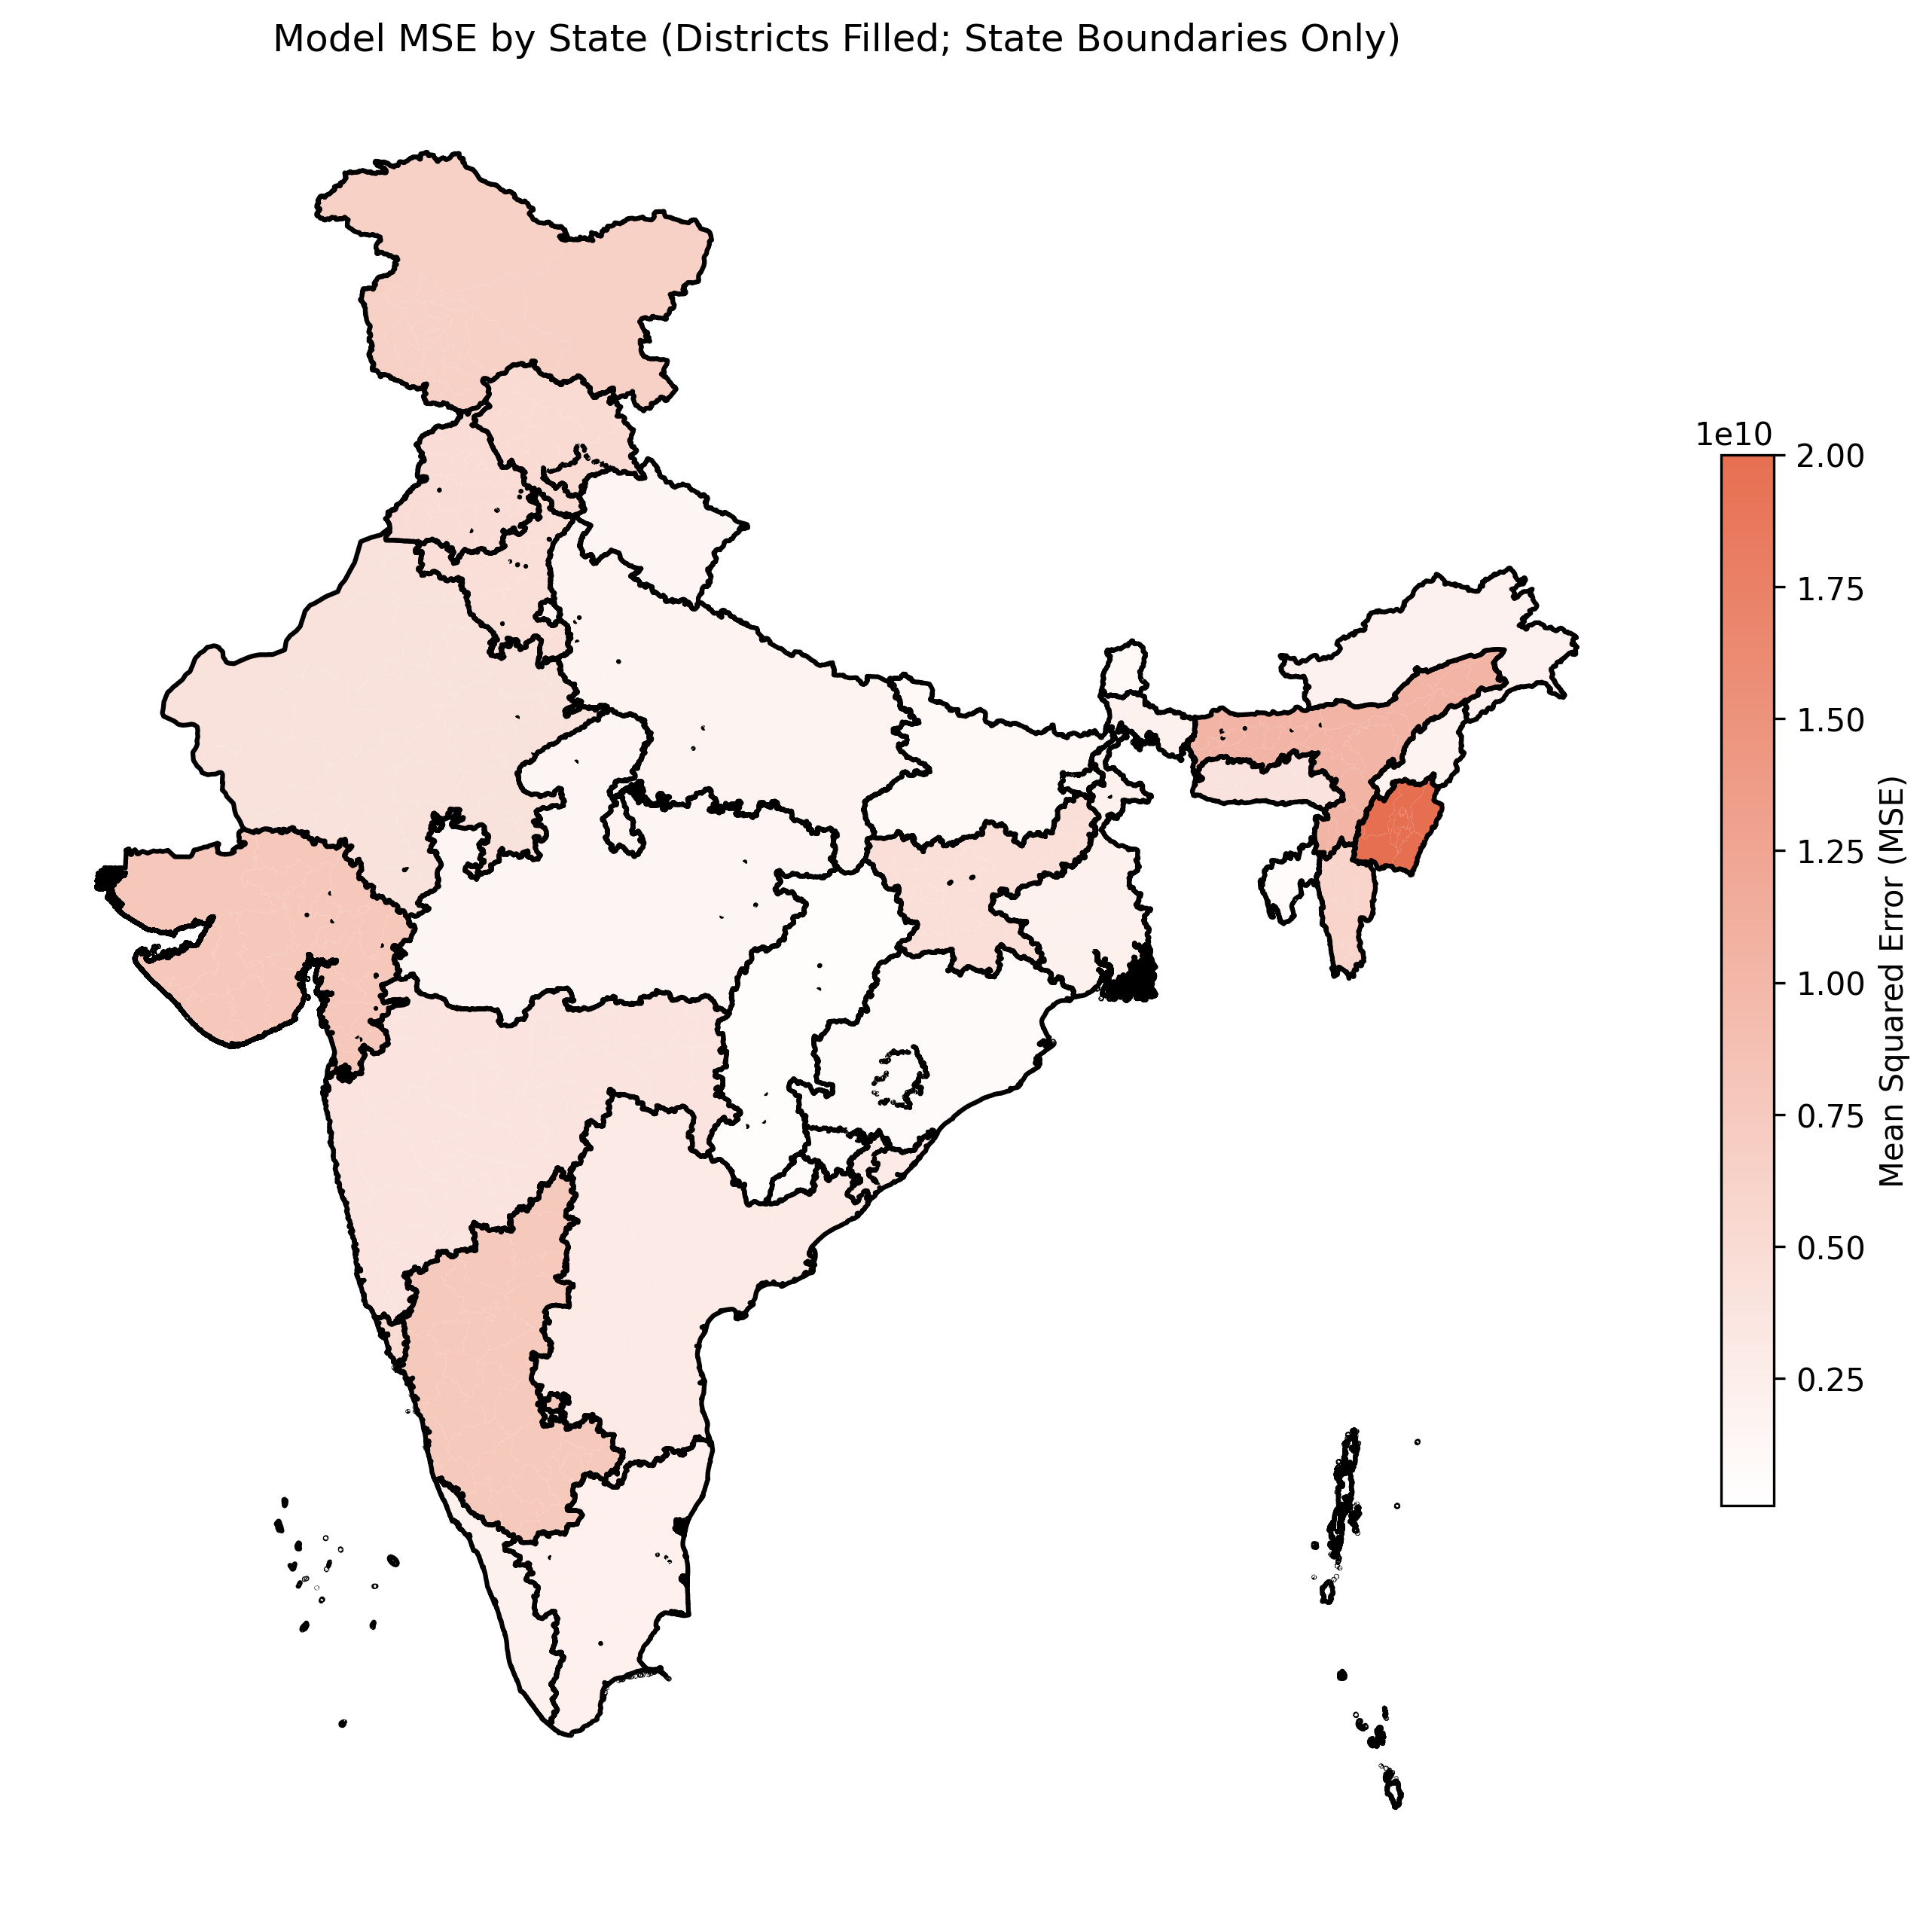 Model MSE by State (Districts Filled; State Boundaries Only)
1e10
2.00
1.75
1.50
1.25
1.00
0.75
0.50
0.25
Mean Squared Error (MSE)